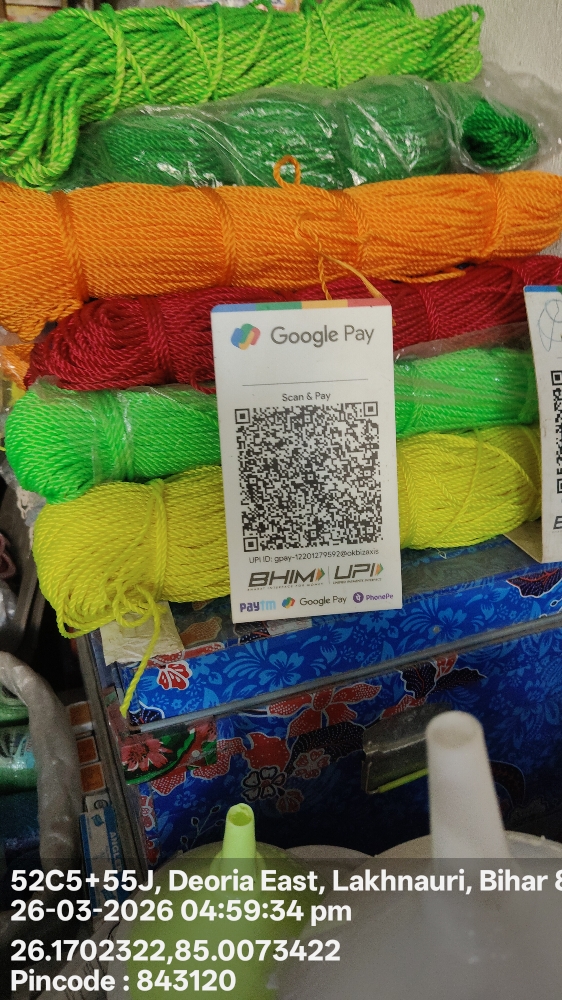 Google Pay
Scan & Pay
UPI ID: gpay-12201279592@okbizaxis
BHIM UPI
Paytm Google Pay PhonePe
52C5+55J, Deoria East, Lakhnauri, Bihar 8
26-03-2026 04:59:34 pm
26.1702322,85.0073422
Pincode : 843120